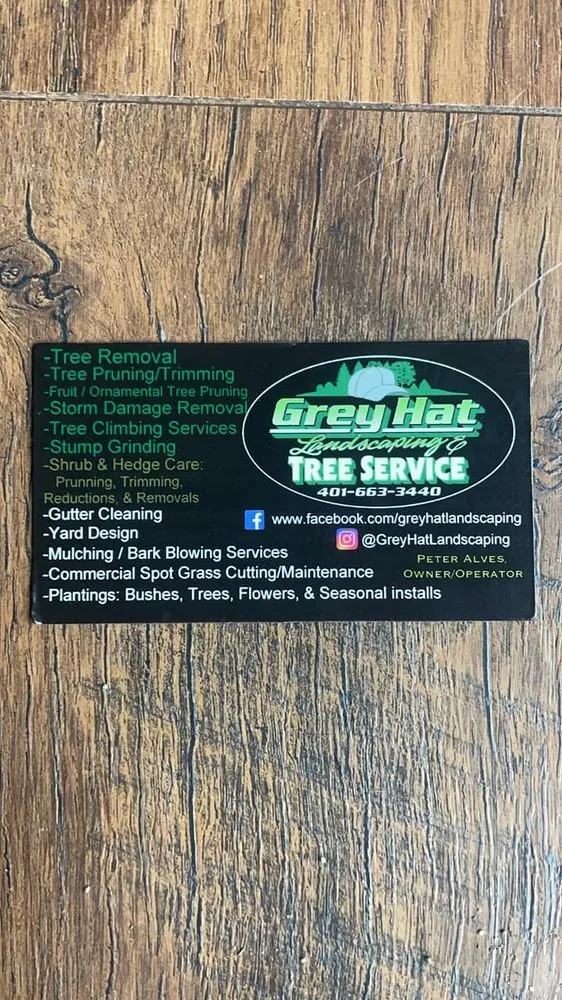 -Tree Removal
-Tree Pruning/Trimming
-Fruit / Ornamental Tree Pruning
-Storm Damage Removal
-Tree Climbing Services
-Stump Grinding
-Shrub & Hedge Care:
Prunning, Trimming,
Reductions, & Removals
-Gutter Cleaning
-Yard Design
-Mulching / Bark Blowing Services
-Commercial Spot Grass Cutting/Maintenance
-Plantings: Bushes, Trees, Flowers, & Seasonal installs
Grey Hat
Landscaping &
TREE SERVICE
401-663-3440
www.facebook.com/greyhatlandscaping
@GreyHatLandscaping
PETER ALVES,
OWNER/OPERATOR